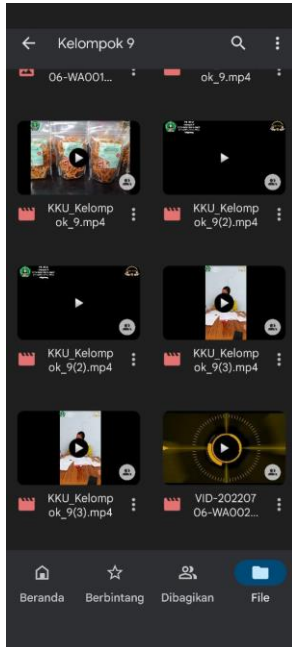 Kelompok 9
06-WA001...
ok_9.mp4
KKU_Kelomp
ok_9.mp4
KKU_Kelomp
ok_9(2).mp4
KKU_Kelomp
ok_9(2).mp4
KKU_Kelomp
ok_9(3).mp4
KKU_Kelomp
ok_9(3).mp4
VID-202207
06-WA002...
Beranda
Berbintang
Dibagikan
File